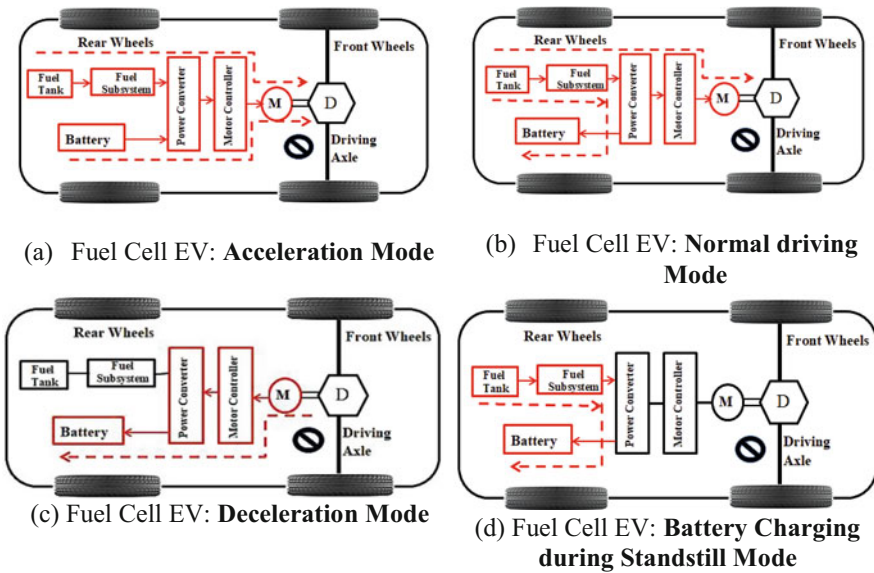 Rear Wheels
Front Wheels
Fuel
Tank
Fuel
Subsystem
Power Converter
Motor Controller
M
D
Battery
Driving
Axle
(a) Fuel Cell EV: Acceleration Mode
Rear Wheels
Front Wheels
Fuel
Tank
Fuel
Subsystem
Power Converter
Motor Controller
M
D
Battery
Driving
Axle
(b) Fuel Cell EV: Normal driving
Mode
Rear Wheels
Front Wheels
Fuel
Tank
Fuel
Subsystem
Power Converter
Motor Controller
M
D
Battery
Driving
Axle
(c) Fuel Cell EV: Deceleration Mode
Rear Wheels
Front Wheels
Fuel
Tank
Fuel
Subsystem
Power Converter
Motor Controller
M
D
Battery
Driving
Axle
(d) Fuel Cell EV: Battery Charging
during Standstill Mode